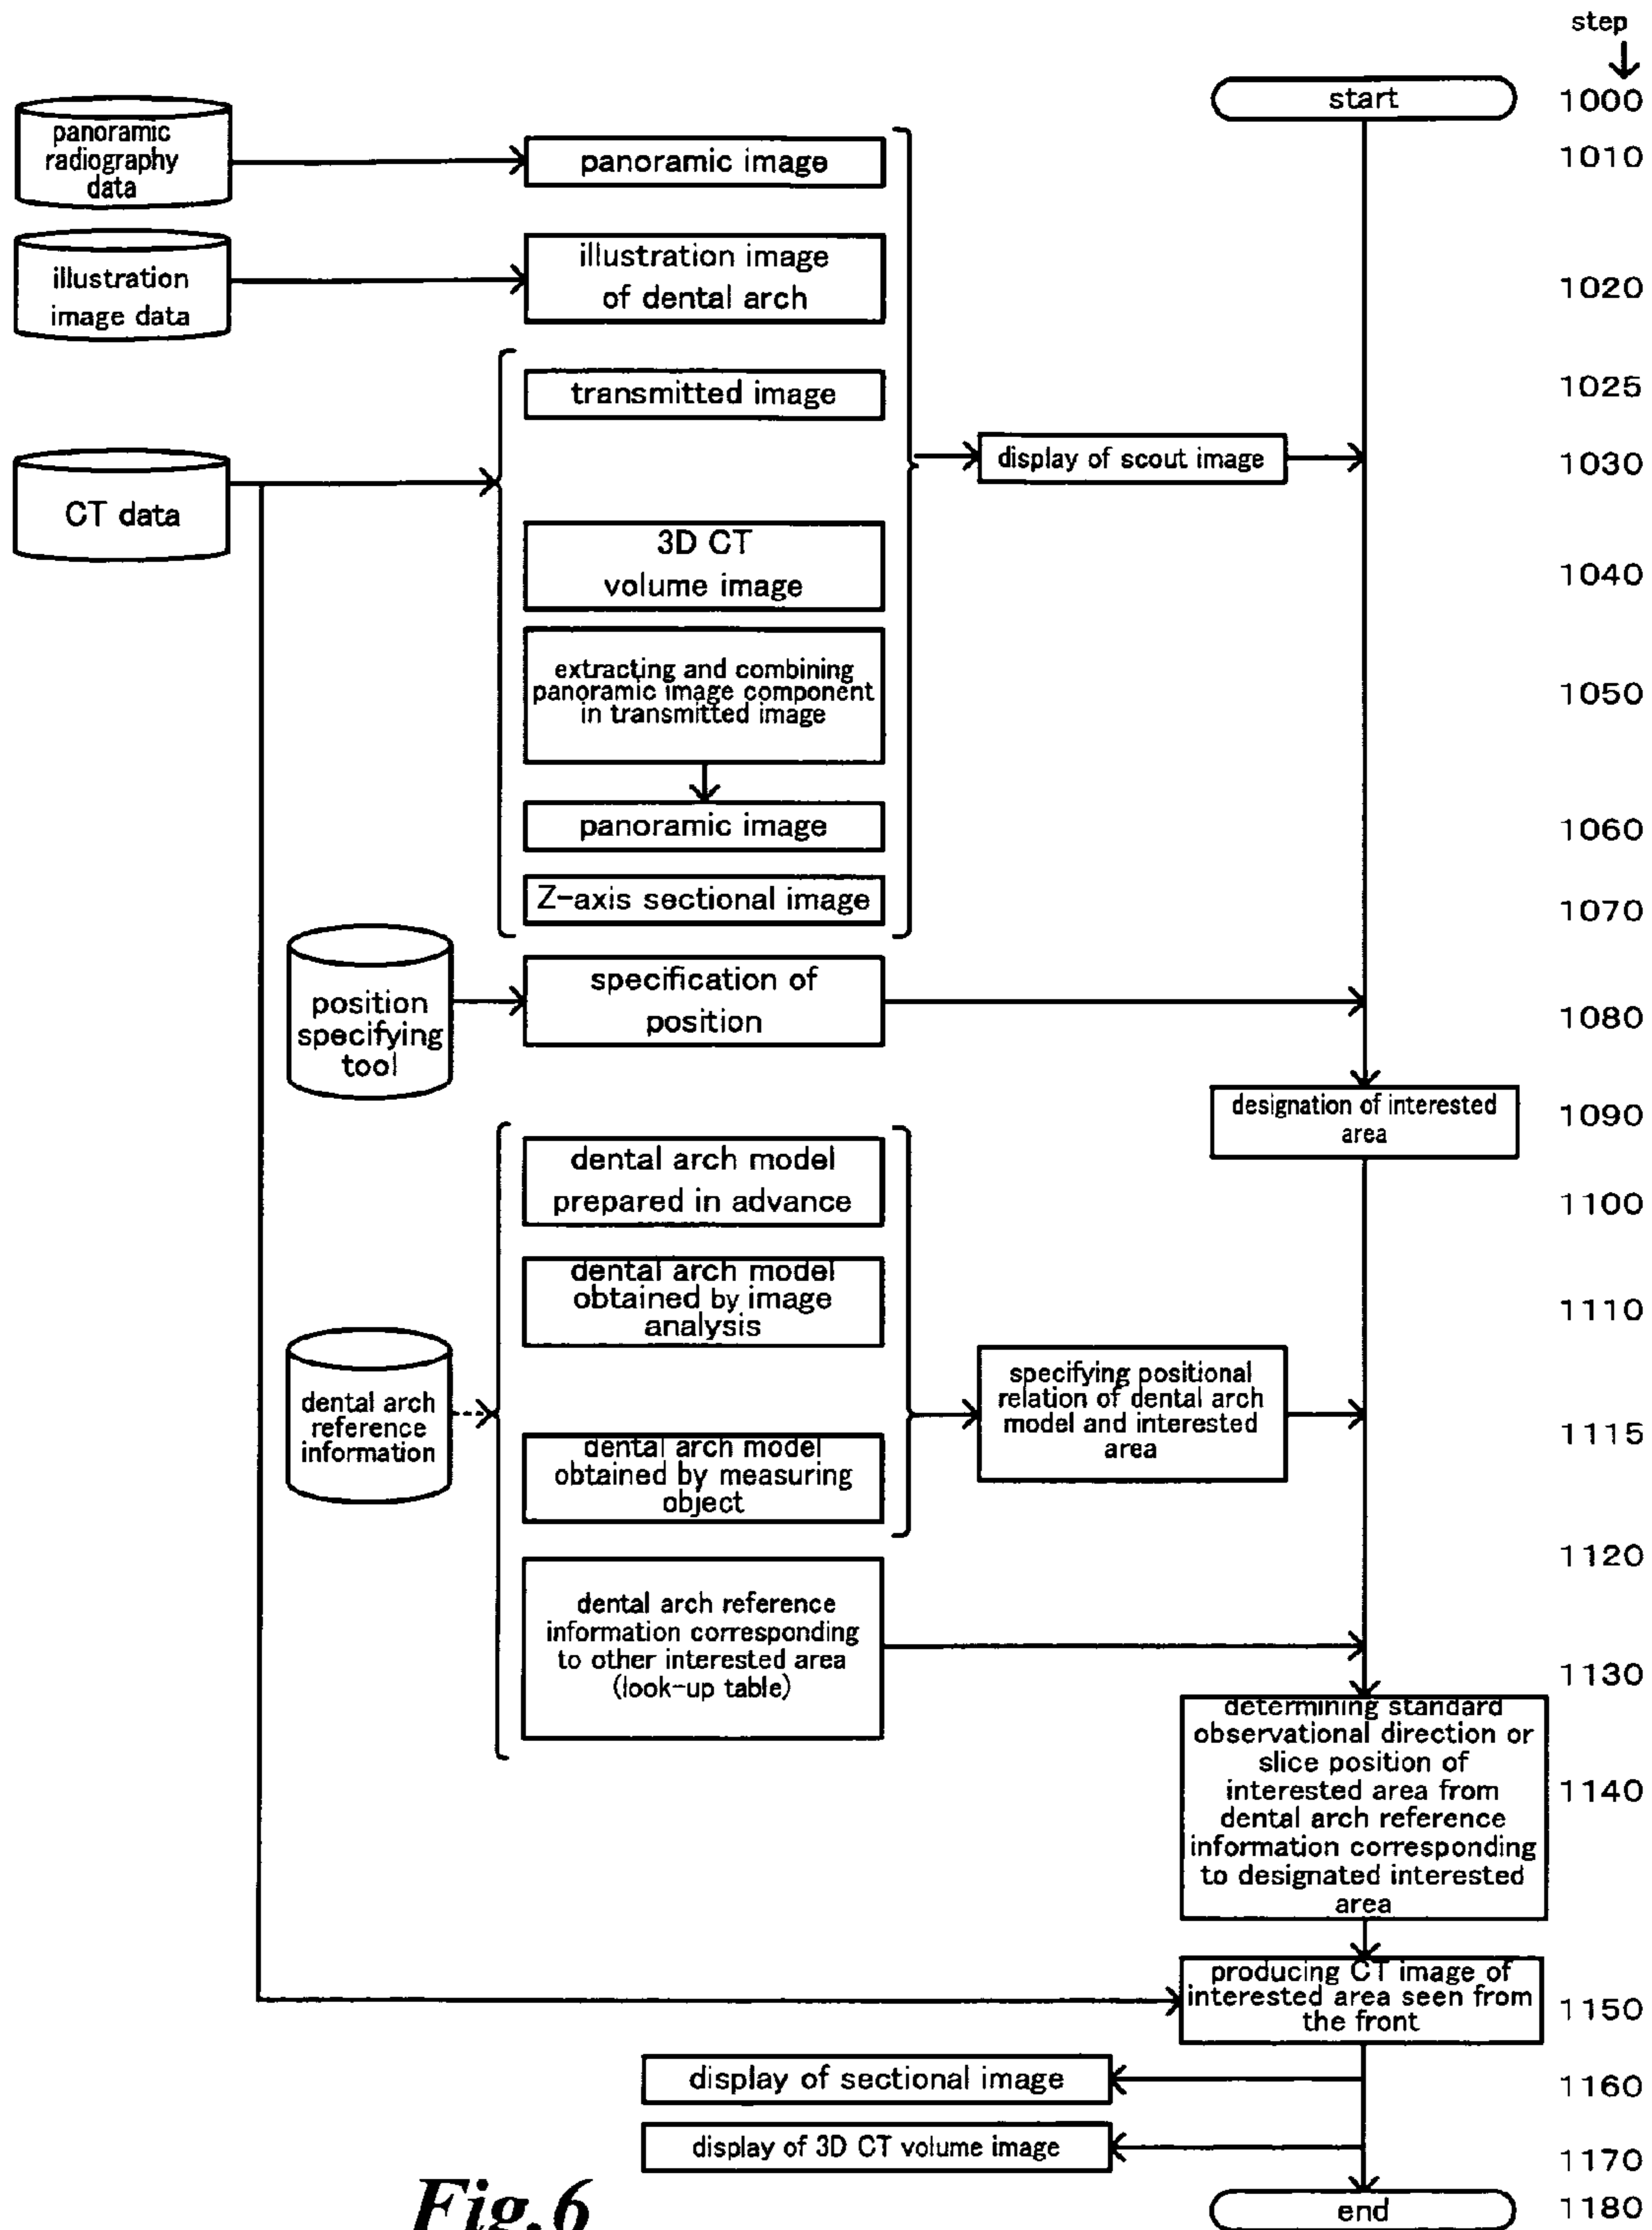 step
start
1000
panoramic
radiography
data
panoramic image
1010
illustration
image data
illustration image
of dental arch
1020
transmitted image
1025
CT data
display of scout image
1030
3D CT
volume image
1040
extracting and combining
panoramic image component
in transmitted image
1050
panoramic image
1060
Z-axis sectional image
1070
position
specifying
tool
specification of
position
1080
designation of interested
area
1090
dental arch model
prepared in advance
1100
dental arch model
obtained by image
analysis
1110
dental arch
reference
information
specifying positional
relation of dental arch
model and interested
area
1115
dental arch model
obtained by measuring
object
1120
dental arch reference
information corresponding
to other interested area
(look-up table)
1130
determining standard
observational direction or
slice position of
interested area from
dental arch reference
information corresponding
to designated interested
area
1140
producing CT image of
interested area seen from
the front
1150
display of sectional image
1160
display of 3D CT volume image
1170
end
1180
Fig.6